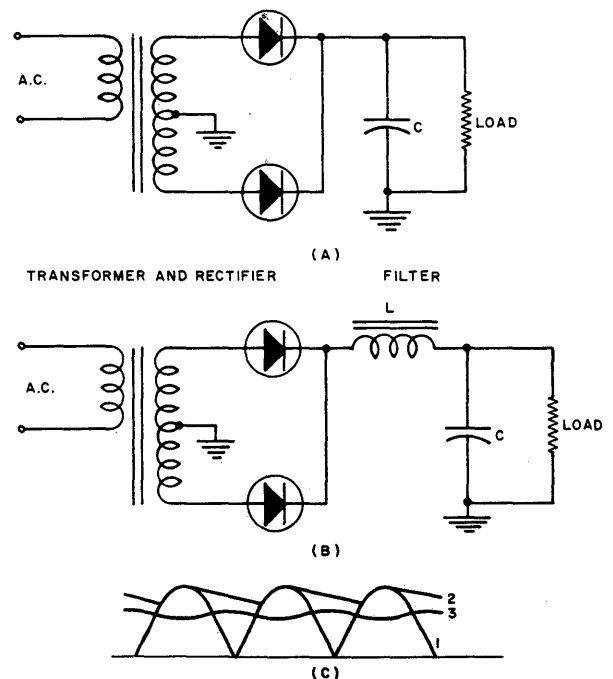 A.C.
C
LOAD
(A)
TRANSFORMER AND RECTIFIER FILTER
L
A.C.
C
LOAD
(B)
2
3
1
(C)